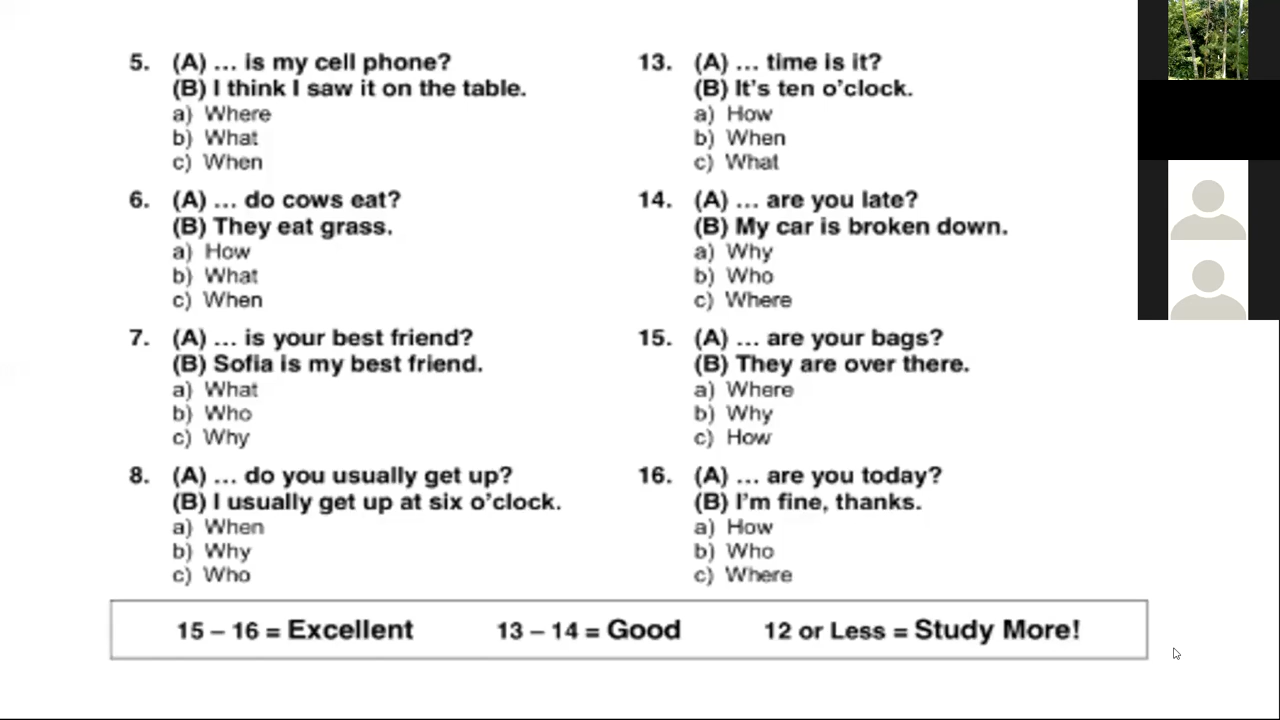 5. (A) ... is my cell phone?
(B) I think I saw it on the table.
a) Where
b) What
c) When
6. (A) ... do cows eat?
(B) They eat grass.
a) How
b) What
c) When
7. (A) ... is your best friend?
(B) Sofia is my best friend.
a) What
b) Who
c) Why
8. (A) ... do you usually get up?
(B) I usually get up at six o'clock.
a) When
b) Why
c) Who
13. (A) ... time is it?
(B) It's ten o'clock.
a) How
b) When
c) What
14. (A) ... are you late?
(B) My car is broken down.
a) Why
b) Who
c) Where
15. (A) ... are your bags?
(B) They are over there.
a) Where
b) Why
c) How
16. (A) ... are you today?
(B) I'm fine, thanks.
a) How
b) Who
c) Where
15 – 16 = Excellent 13 – 14 = Good 12 or Less = Study More!